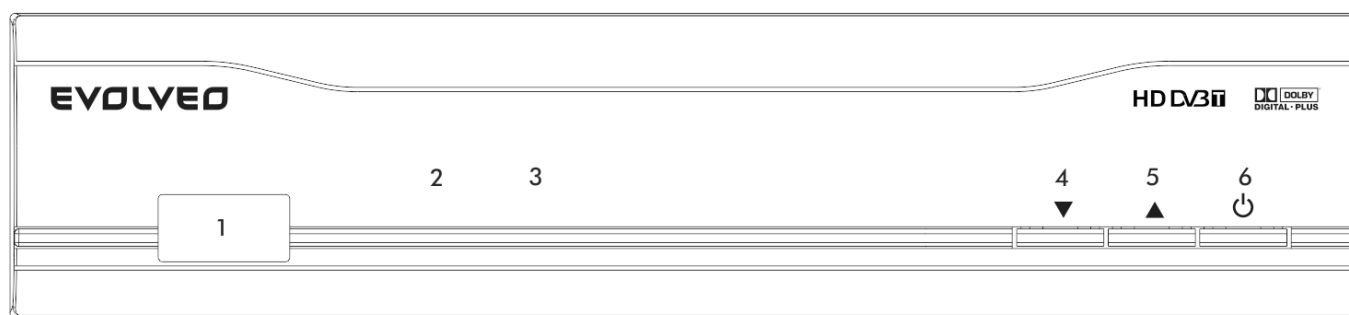 EVOLVEO
HD DVB T
DOLBY
DIGITAL·PLUS
2 3 4 5 6
1